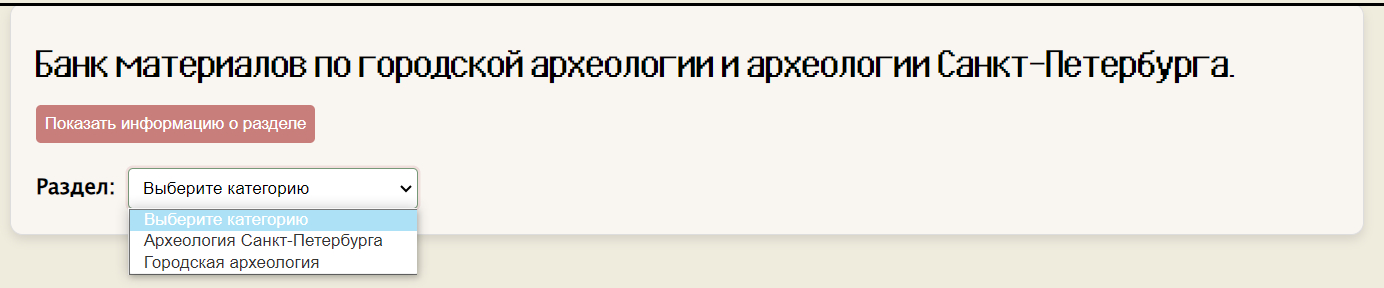 Банк материалов по городской археологии и археологии Санкт-Петербурга.
Показать информацию о разделе
Раздел: Выберите категорию
Выберите категорию
Археология Санкт-Петербурга
Городская археология